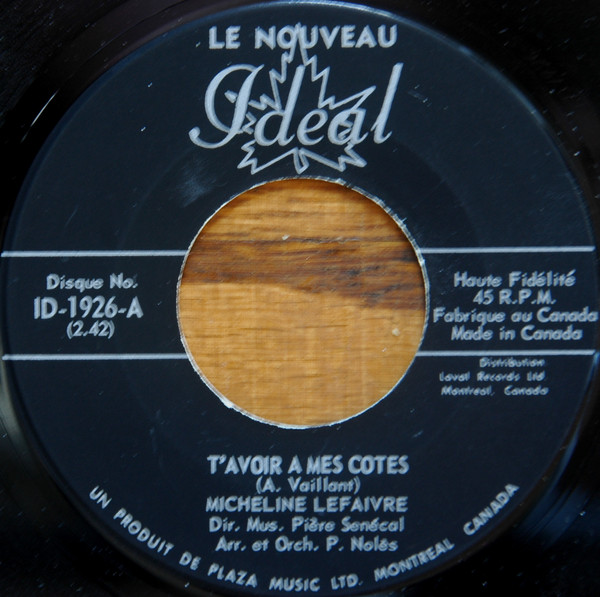 LE NOUVEAU
Idéal
Disque No.
ID-1926-A
(2.42)
Haute Fidélité
45 R.P.M.
Fabrique au Canada
Made in Canada
Distribution
Laval Records Ltd.
Montreal, Canada
T'AVOIR A MES COTES
(A. Vaillant)
MICHELINE LEFAIVRE
Dir. Mus. Pière Senécal
Arr. et Orch. P. Nolès
UN PRODUIT DE PLAZA MUSIC LTD. MONTREAL CANADA